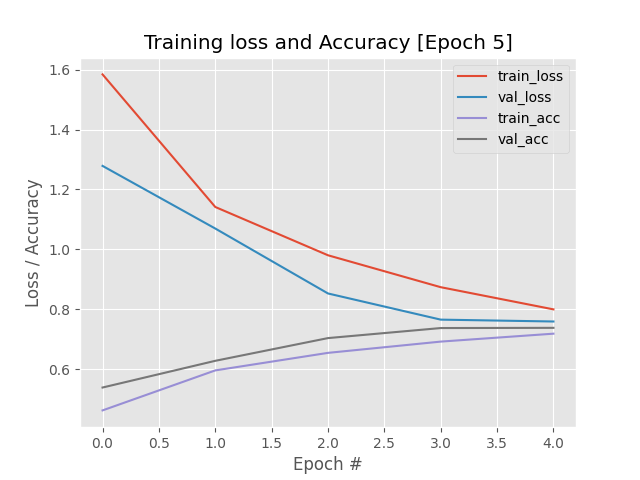 Training loss and Accuracy [Epoch 5]
1.6
1.4
1.2
1.0
0.8
0.6
Loss / Accuracy
train_loss
val_loss
train_acc
val_acc
0.0 0.5 1.0 1.5 2.0 2.5 3.0 3.5 4.0
Epoch #